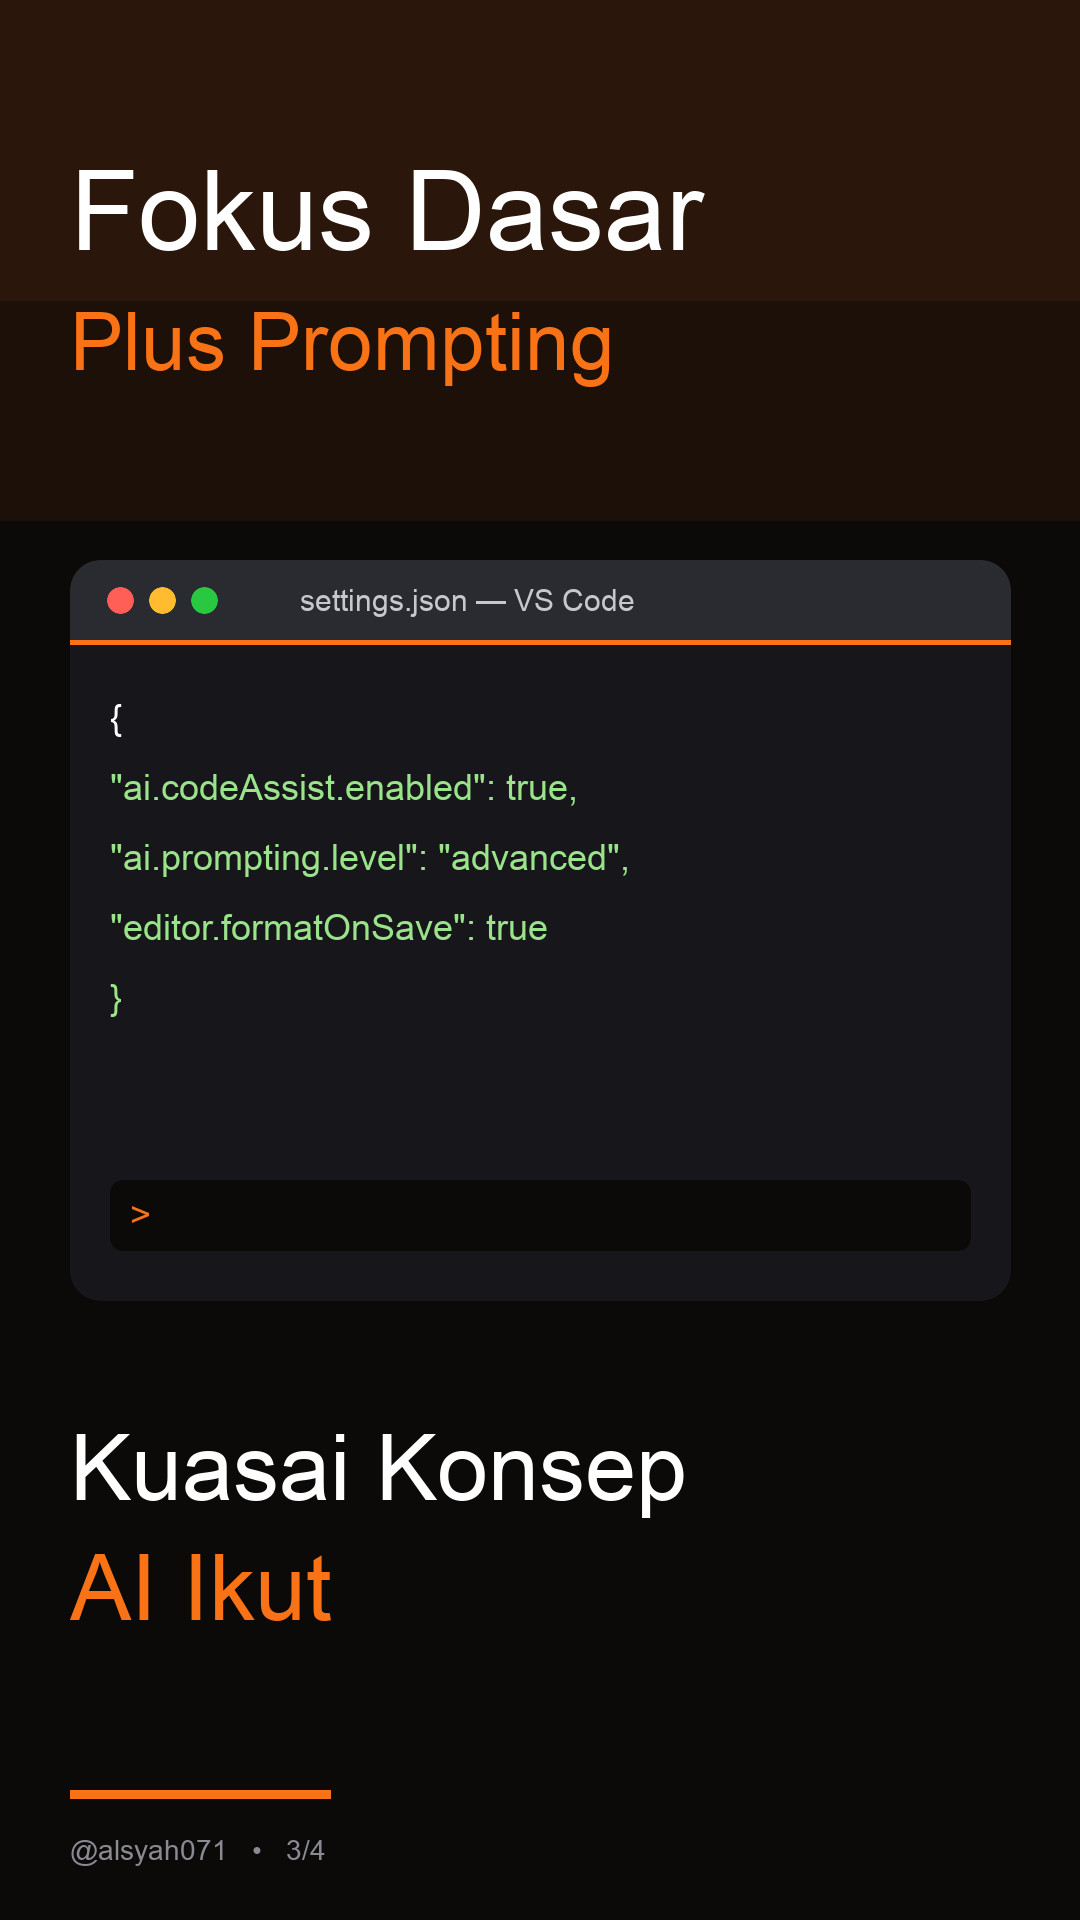 Fokus Dasar
Plus Prompting
settings.json — VS Code
{
"ai.codeAssist.enabled": true,
"ai.prompting.level": "advanced",
"editor.formatOnSave": true
}
>
Kuasai Konsep
AI Ikut
@alsyah071 • 3/4